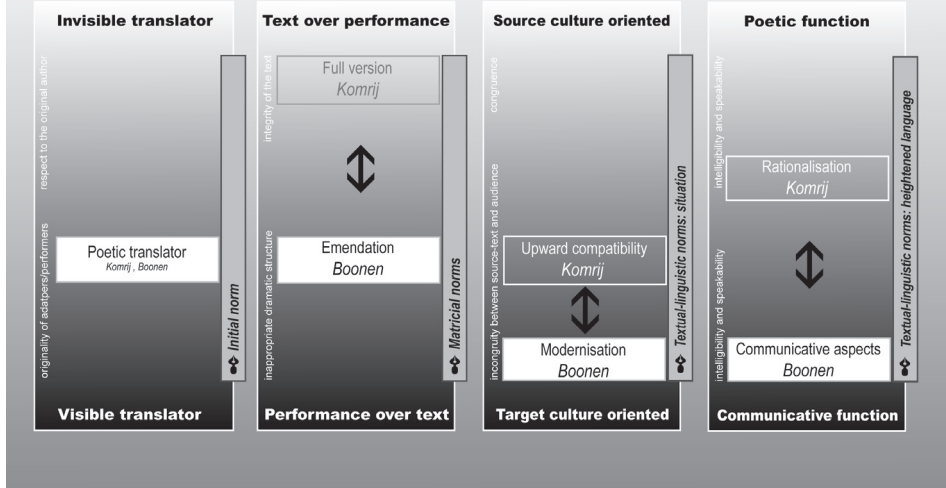 Invisible translator
respect to the original author
originality of adatpers/performers
Poetic translator
Komrij , Boonen
Initial norm
Visible translator
Text over performance
integrity of the text
inappropriate dramatic structure
Full version
Komrij
Emendation
Boonen
Matricial norms
Performance over text
Source culture oriented
congruence
incongruity between source-text and audience
Upward compatibility
Komrij
Modernisation
Boonen
Textual-linguistic norms: situation
Target culture oriented
Poetic function
intelligibility and speakability
intelligibility and speakability
Rationalisation
Komrij
Communicative aspects
Boonen
Textual-linguistic norms: heightened language
Communicative function